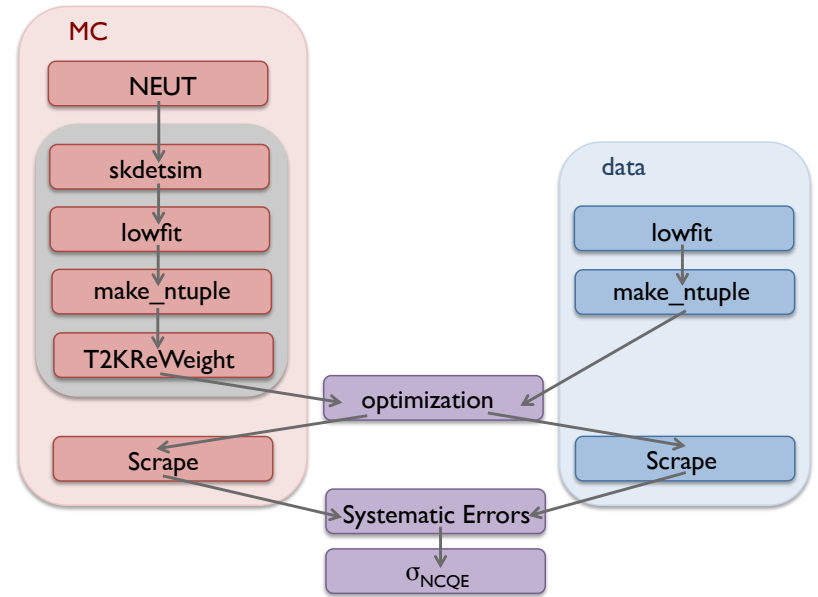 MC
NEUT
skdetsim
lowfit
make_ntuple
T2KReWeight
Scrape
data
lowfit
make_ntuple
Scrape
optimization
Systematic Errors
σNCQE